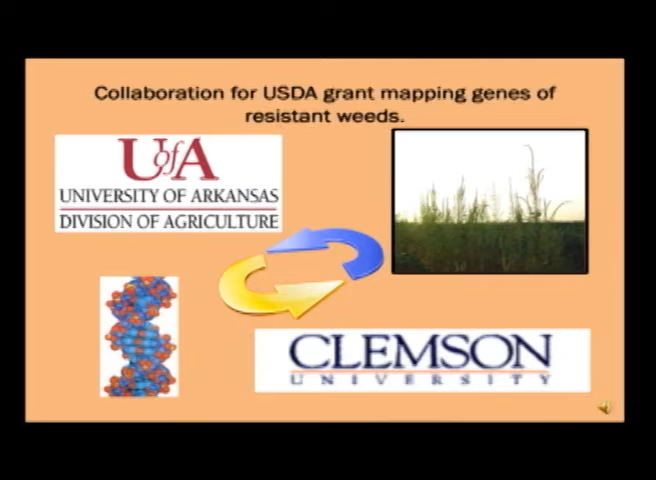 Collaboration for USDA grant mapping genes of
resistant weeds.
UofA
UNIVERSITY OF ARKANSAS
DIVISION OF AGRICULTURE
CLEMSON
UNIVERSITY